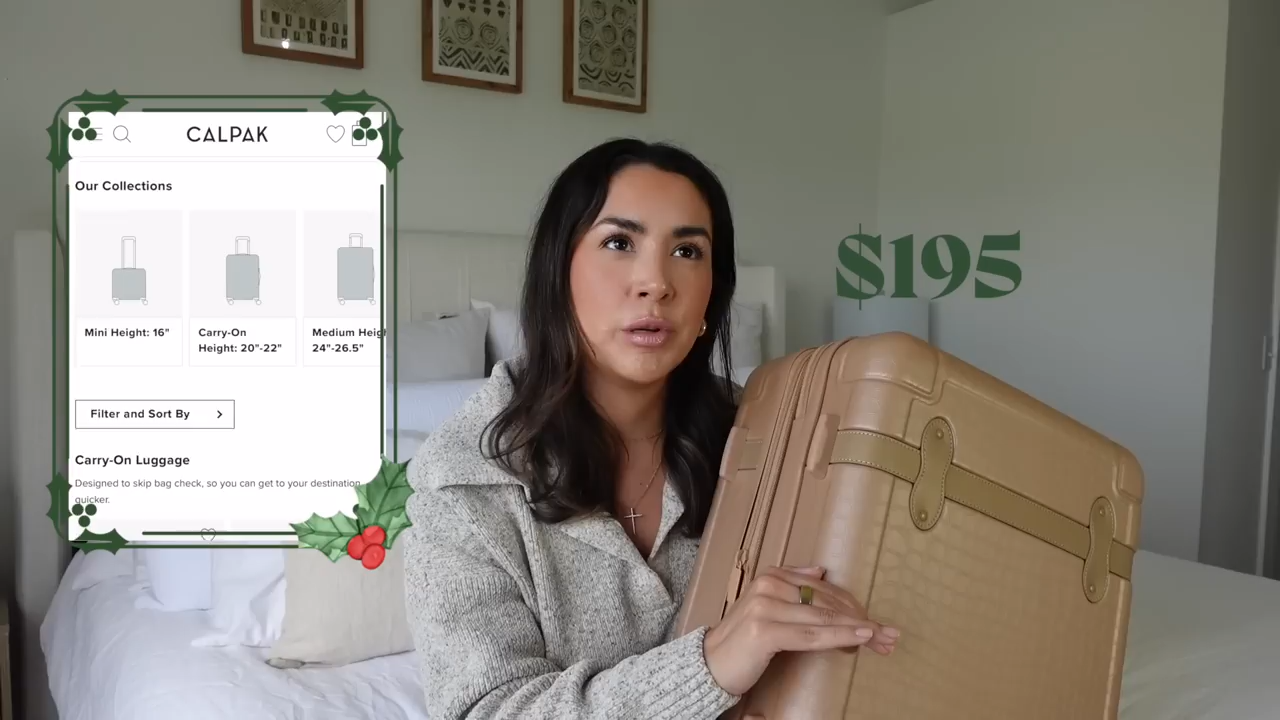 CALPAK
Our Collections
Mini Height: 16"
Carry-On
Height: 20"-22"
Medium Heigh
24"-26.5"
Filter and Sort By
Carry-On Luggage
Designed to skip bag check, so you can get to your destination
quicker.
$195